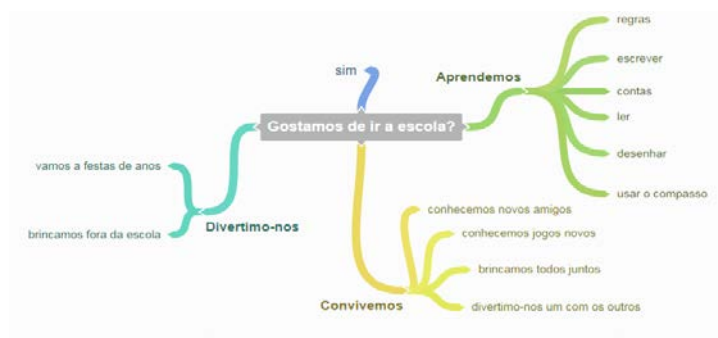 Gostamos de ir a escola?
sim
Aprendemos
regras
escrever
contas
ler
desenhar
usar o compasso
Convivemos
conhecemos novos amigos
conhecemos jogos novos
brincamos todos juntos
divertimo-nos um com os outros
Divertimo-nos
vamos a festas de anos
brincamos fora da escola